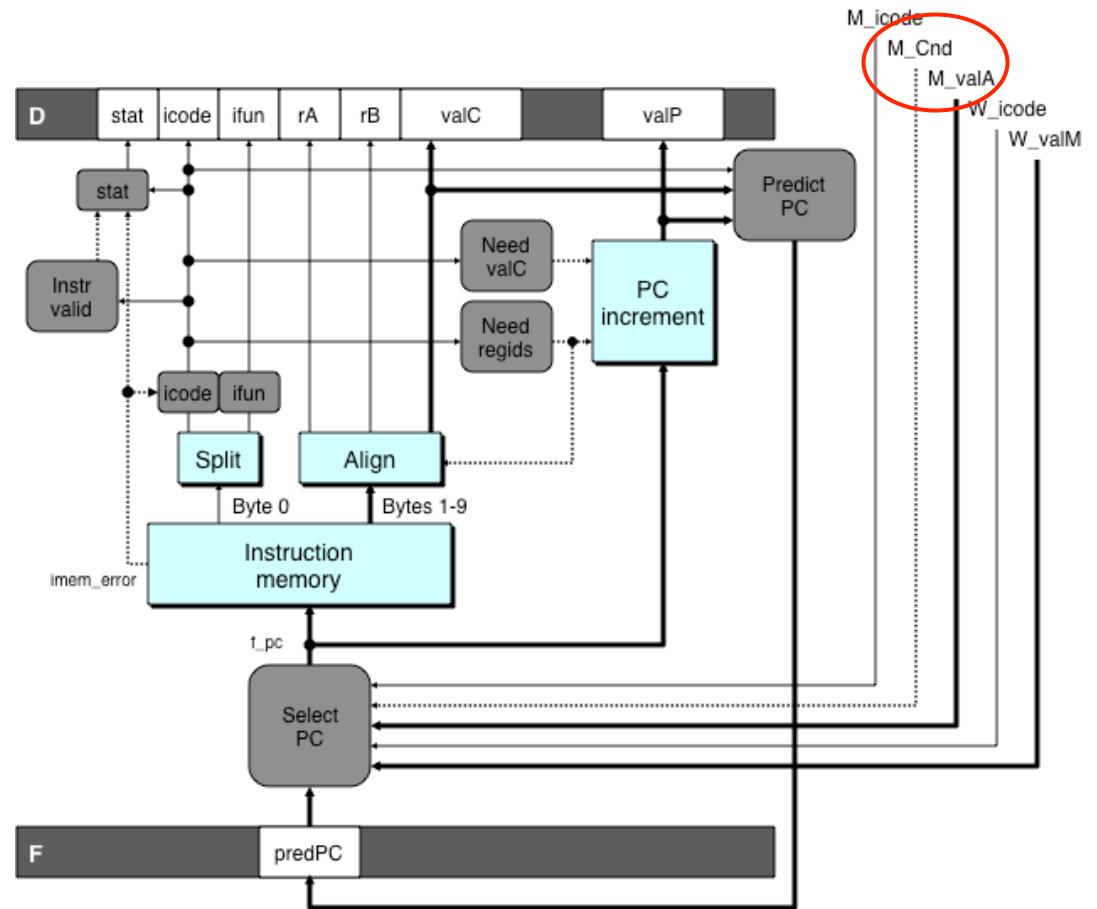 M_icode
M_Cnd
M_valA
W_icode
W_valM
D stat icode ifun rA rB valC valP
stat
Predict
PC
Need
valC
Instr
valid
PC
increment
Need
regids
icode ifun
Split
Align
Byte 0
Bytes 1-9
Instruction
memory
imem_error
f_pc
Select
PC
F predPC